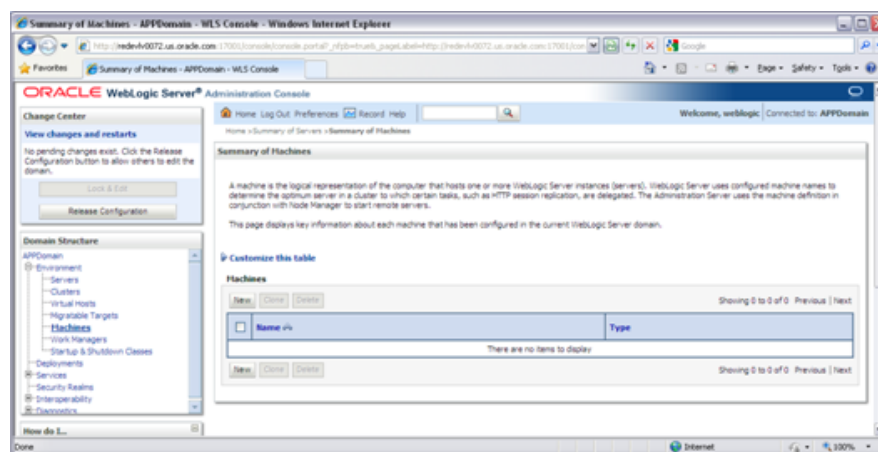 Summary of Machines - APPDomain - WLS Console - Windows Internet Explorer
http://redevlv0072.us.oracle.com:17001/console/console.portal?_nfpb=true&_pageLabel=http://redevlv0072.us.oracle.com:17001/con
Google
Favorites Summary of Machines - APPDomain - WLS Console
Page Safety Tools
ORACLE WebLogic Server® Administration Console
Change Center
View changes and restarts
No pending changes exist. Click the Release
Configuration button to allow others to edit the
domain.
Lock & Edit
Release Configuration
Domain Structure
APPDomain
Environment
Servers
Clusters
Virtual Hosts
Migratable Targets
Machines
Work Managers
Startup & Shutdown Classes
Deployments
Services
Security Realms
Interoperability
Diagnostics
How do I...
Home Log Out Preferences Record Help
Welcome, weblogic Connected to: APPDomain
Home >Summary of Servers >Summary of Machines
Summary of Machines
A machine is the logical representation of the computer that hosts one or more WebLogic Server instances (servers). WebLogic Server uses configured machine names to
determine the optimum server in a cluster to which certain tasks, such as HTTP session replication, are delegated. The Administration Server uses the machine definition in
conjunction with Node Manager to start remote servers.
This page displays key information about each machine that has been configured in the current WebLogic Server domain.
Customize this table
Machines
New Clone Delete
Showing 0 to 0 of 0 Previous | Next
Name Type
There are no items to display
New Clone Delete
Showing 0 to 0 of 0 Previous | Next
Done
Internet
100%